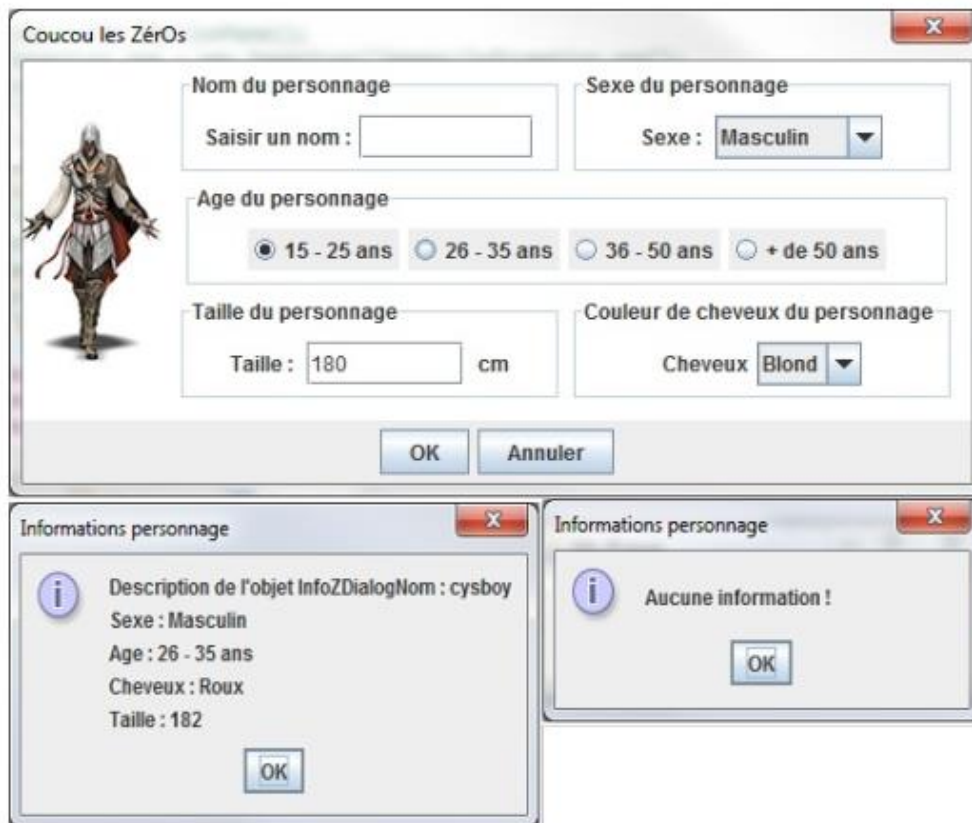 Coucou les ZérOs
Nom du personnage
Sexe du personnage
Saisir un nom :
Sexe : Masculin
Age du personnage
15 - 25 ans 26 - 35 ans 36 - 50 ans + de 50 ans
Taille du personnage
Couleur de cheveux du personnage
Taille : 180 cm
Cheveux Blond
OK Annuler
Informations personnage
Description de l'objet InfoZDialogNom : cysboy
Sexe : Masculin
Age : 26 - 35 ans
Cheveux : Roux
Taille : 182
OK
Informations personnage
Aucune information !
OK